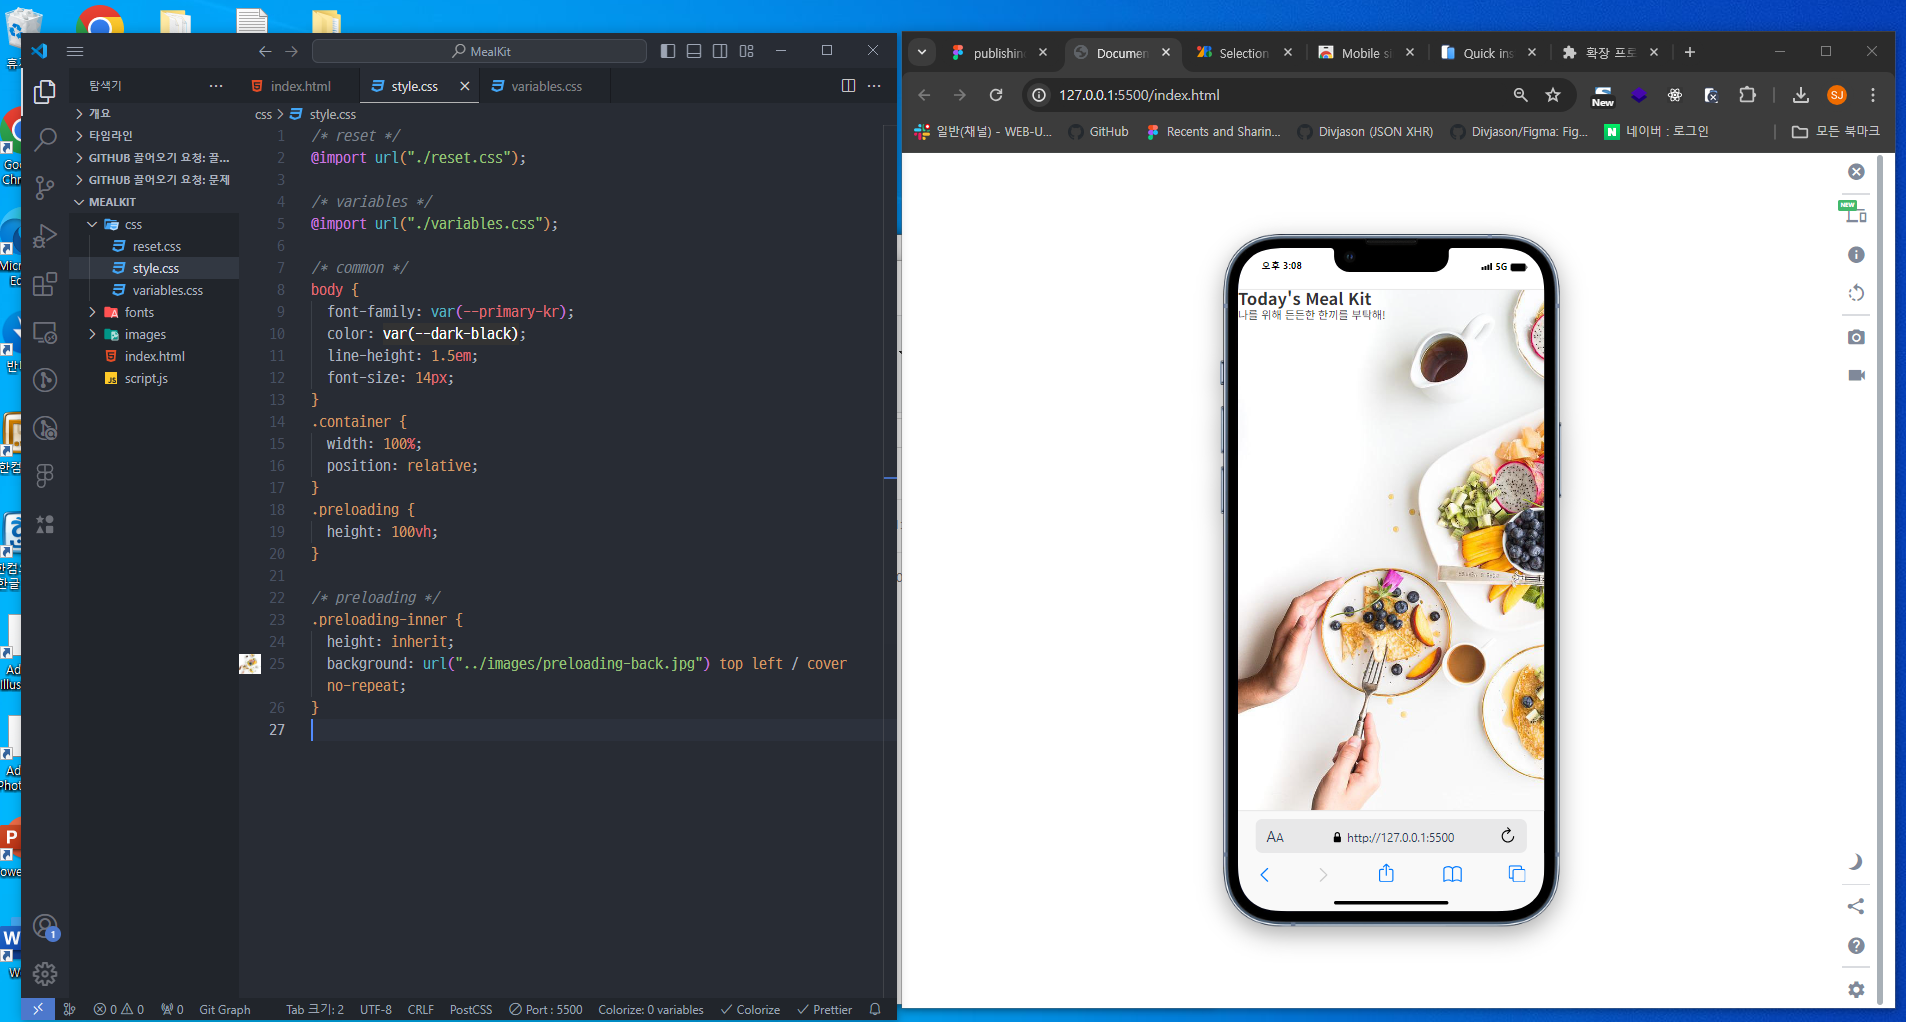 MealKit
탐색기
index.html
style.css
variables.css
개요
타임라인
GITHUB 끌어오기 요청: 끌...
GITHUB 끌어오기 요청: 문제
MEALKIT
css
reset.css
style.css
variables.css
fonts
images
index.html
script.js
css > style.css
1 /* reset */
2 @import url("./reset.css");
3
4 /* variables */
5 @import url("./variables.css");
6
7 /* common */
8 body {
9 font-family: var(--primary-kr);
10 color: var(--dark-black);
11 line-height: 1.5em;
12 font-size: 14px;
13 }
14 .container {
15 width: 100%;
16 position: relative;
17 }
18 .preloading {
19 height: 100vh;
20 }
21
22 /* preloading */
23 .preloading-inner {
24 height: inherit;
25 background: url("../images/preloading-back.jpg") top left / cover
no-repeat;
26 }
27
1
0 0 0
Git Graph
Tab 크기: 2
UTF-8
CRLF
PostCSS
Port : 5500
Colorize: 0 variables
Colorize
Prettier
publishin
Documen
Selection
Mobile si
Quick ins
확장 프로
127.0.0.1:5500/index.html
New
SJ
일반(채널) - WEB-U...
GitHub
Recents and Sharin...
Divjason (JSON XHR)
Divjason/Figma: Fig...
네이버 : 로그인
모든 북마크
NEW
오후 3:08
5G
Today's Meal Kit
나를 위해 든든한 한끼를 부탁해!
AA
http://127.0.0.1:5500